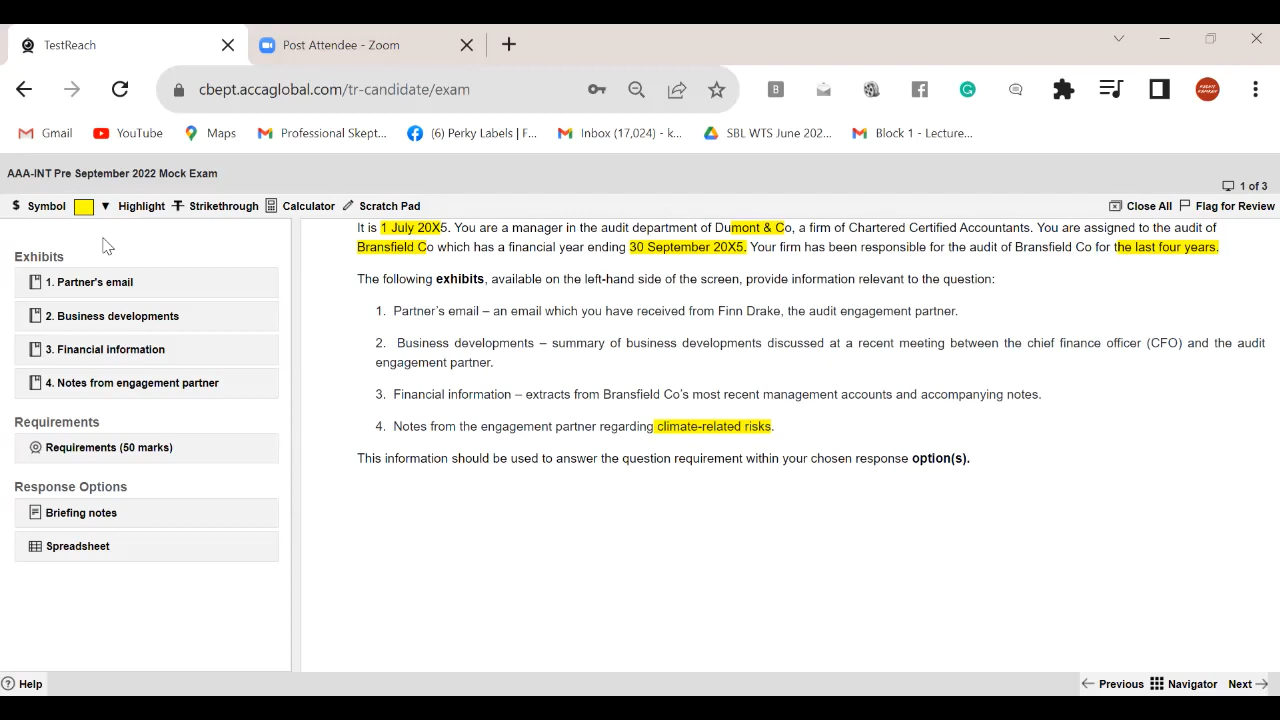 TestReach
Post Attendee - Zoom
cbept.accaglobal.com/tr-candidate/exam
B
Gmail
YouTube
Maps
Professional Skept...
(6) Perky Labels | F...
Inbox (17,024) - k...
SBL WTS June 202...
Block 1 - Lecture...
AAA-INT Pre September 2022 Mock Exam
1 of 3
$ Symbol
Highlight
T Strikethrough
Calculator
Scratch Pad
Close All
Flag for Review
Exhibits
1. Partner's email
2. Business developments
3. Financial information
4. Notes from engagement partner
Requirements
Requirements (50 marks)
Response Options
Briefing notes
Spreadsheet
It is 1 July 20X5. You are a manager in the audit department of Dumont & Co, a firm of Chartered Certified Accountants. You are assigned to the audit of
Bransfield Co which has a financial year ending 30 September 20X5. Your firm has been responsible for the audit of Bransfield Co for the last four years.
The following exhibits, available on the left-hand side of the screen, provide information relevant to the question:
1. Partner's email – an email which you have received from Finn Drake, the audit engagement partner.
2. Business developments – summary of business developments discussed at a recent meeting between the chief finance officer (CFO) and the audit
engagement partner.
3. Financial information – extracts from Bransfield Co's most recent management accounts and accompanying notes.
4. Notes from the engagement partner regarding climate-related risks.
This information should be used to answer the question requirement within your chosen response option(s).
? Help
Previous
Navigator
Next